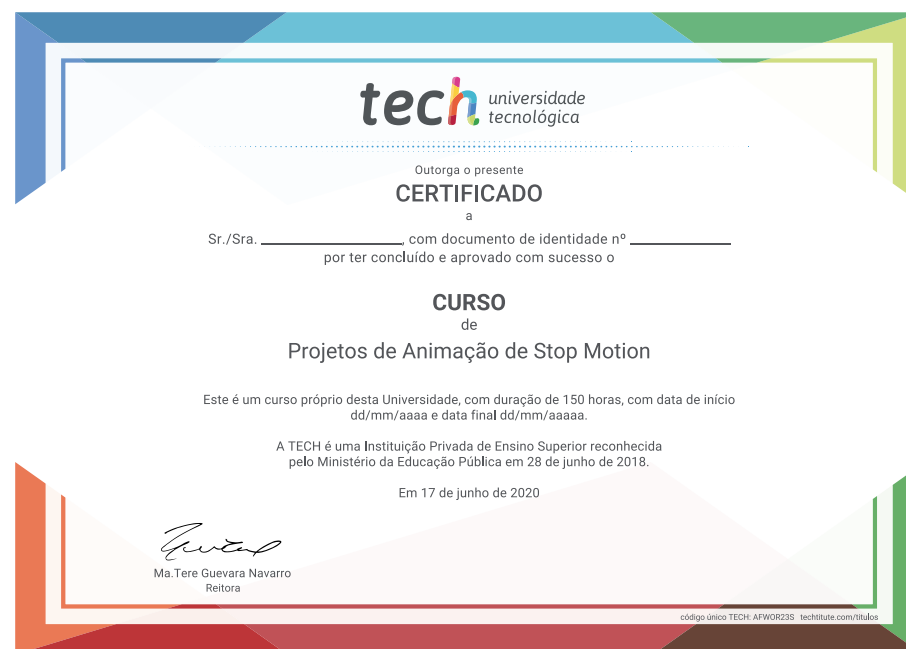 tech universidade
tecnológica
Outorga o presente
CERTIFICADO
a
Sr./Sra. ____________, com documento de identidade nº ____________
por ter concluído e aprovado com sucesso o
CURSO
de
Projetos de Animação de Stop Motion
Este é um curso próprio desta Universidade, com duração de 150 horas, com data de início
dd/mm/aaaa e data final dd/mm/aaaaa.
A TECH é uma Instituição Privada de Ensino Superior reconhecida
pelo Ministério da Educação Pública em 28 de junho de 2018.
Em 17 de junho de 2020
Ma.Tere Guevara Navarro
Reitora
código único TECH: AFWOR23S techtitute.com/titulos